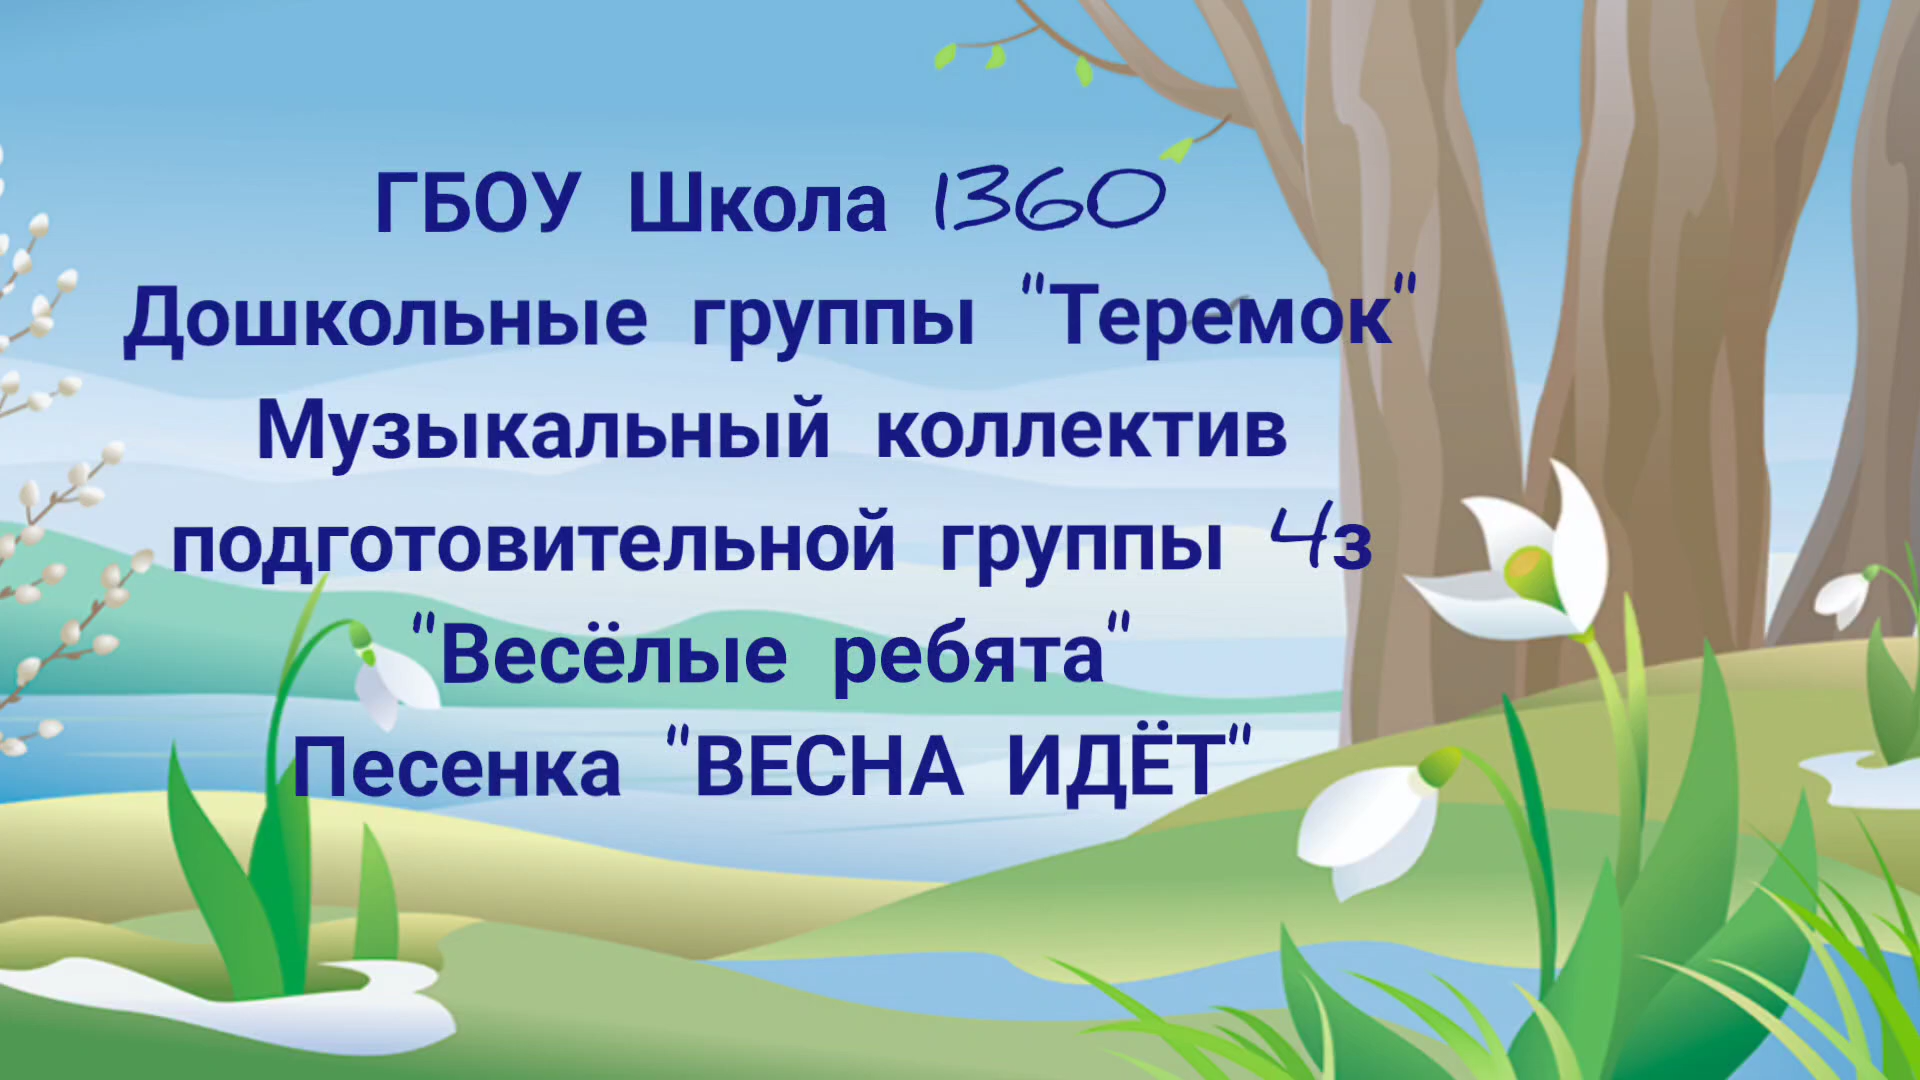 ГБОУ Школа 1360
Дошкольные группы "Теремок"
Музыкальный коллектив
подготовительной группы 4з
"Весёлые ребята"
Песенка "ВЕСНА ИДЁТ"